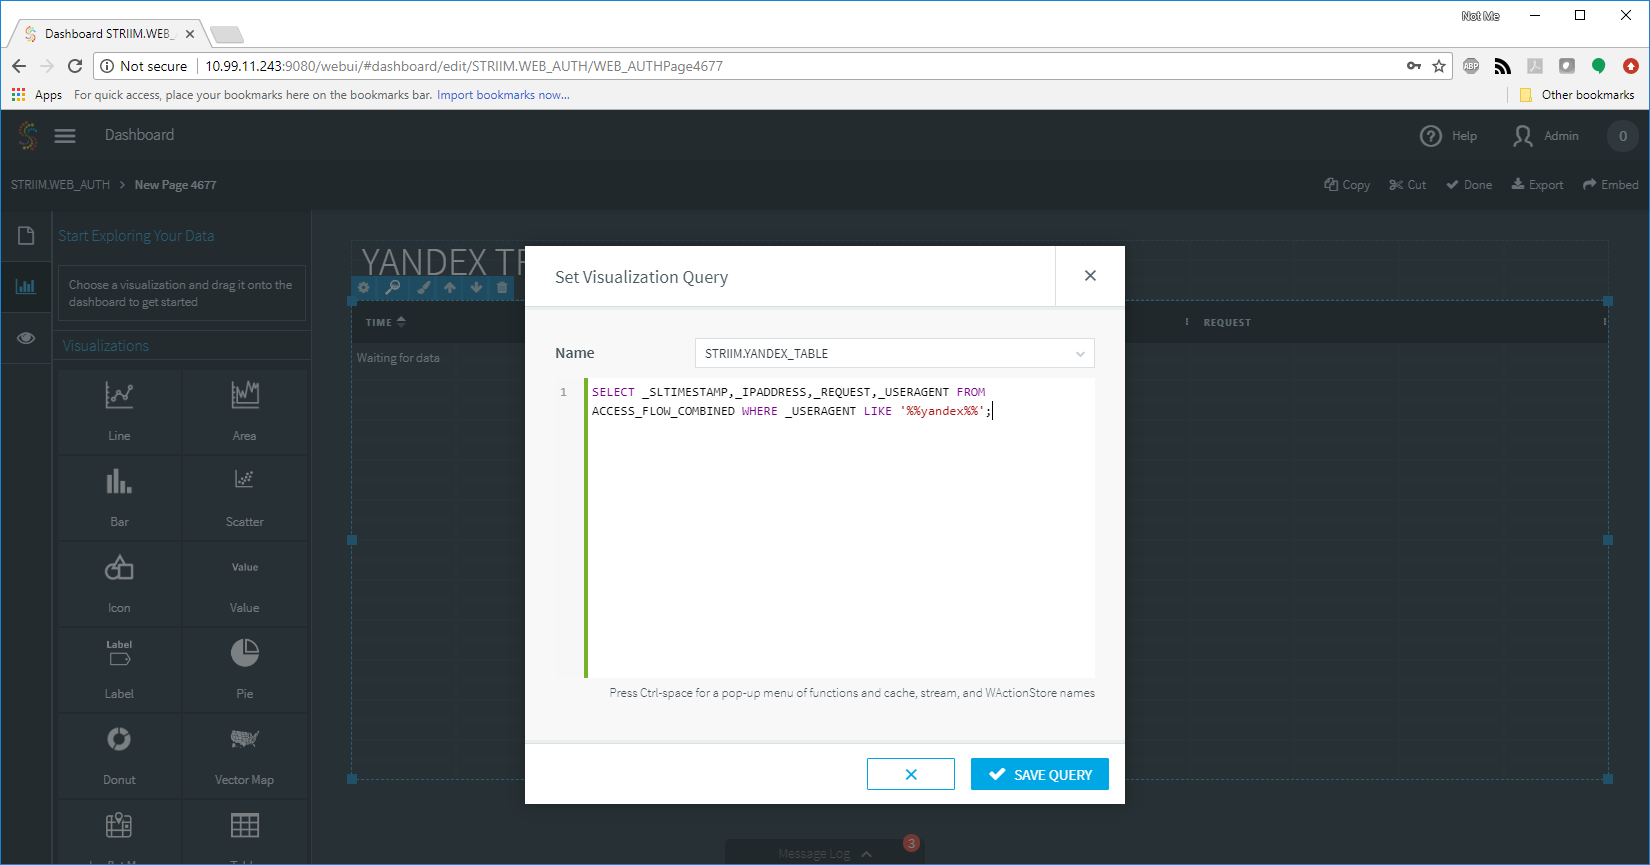 Not Me
Dashboard STRIIM.WEB_
Not secure
10.99.11.243:9080/webui/#dashboard/edit/STRIIM.WEB_AUTH/WEB_AUTHPage4677
ABP
Apps
For quick access, place your bookmarks here on the bookmarks bar. Import bookmarks now...
Other bookmarks
Dashboard
Help
Admin
0
STRIIM.WEB_AUTH > New Page 4677
Copy
Cut
Done
Export
Embed
Start Exploring Your Data
Choose a visualization and drag it onto the
dashboard to get started
Visualizations
Line
Area
Bar
Scatter
Icon
Value
Value
Label
Label
Pie
Donut
Vector Map
YANDEX
TIME
REQUEST
Waiting for data
Set Visualization Query
Name
STRIIM.YANDEX_TABLE
1
SELECT _SLTIMESTAMP,_IPADDRESS,_REQUEST,_USERAGENT FROM
ACCESS_FLOW_COMBINED WHERE _USERAGENT LIKE '%%yandex%%';
Press Ctrl-space for a pop-up menu of functions and cache, stream, and WActionStore names
SAVE QUERY
Message Log
3